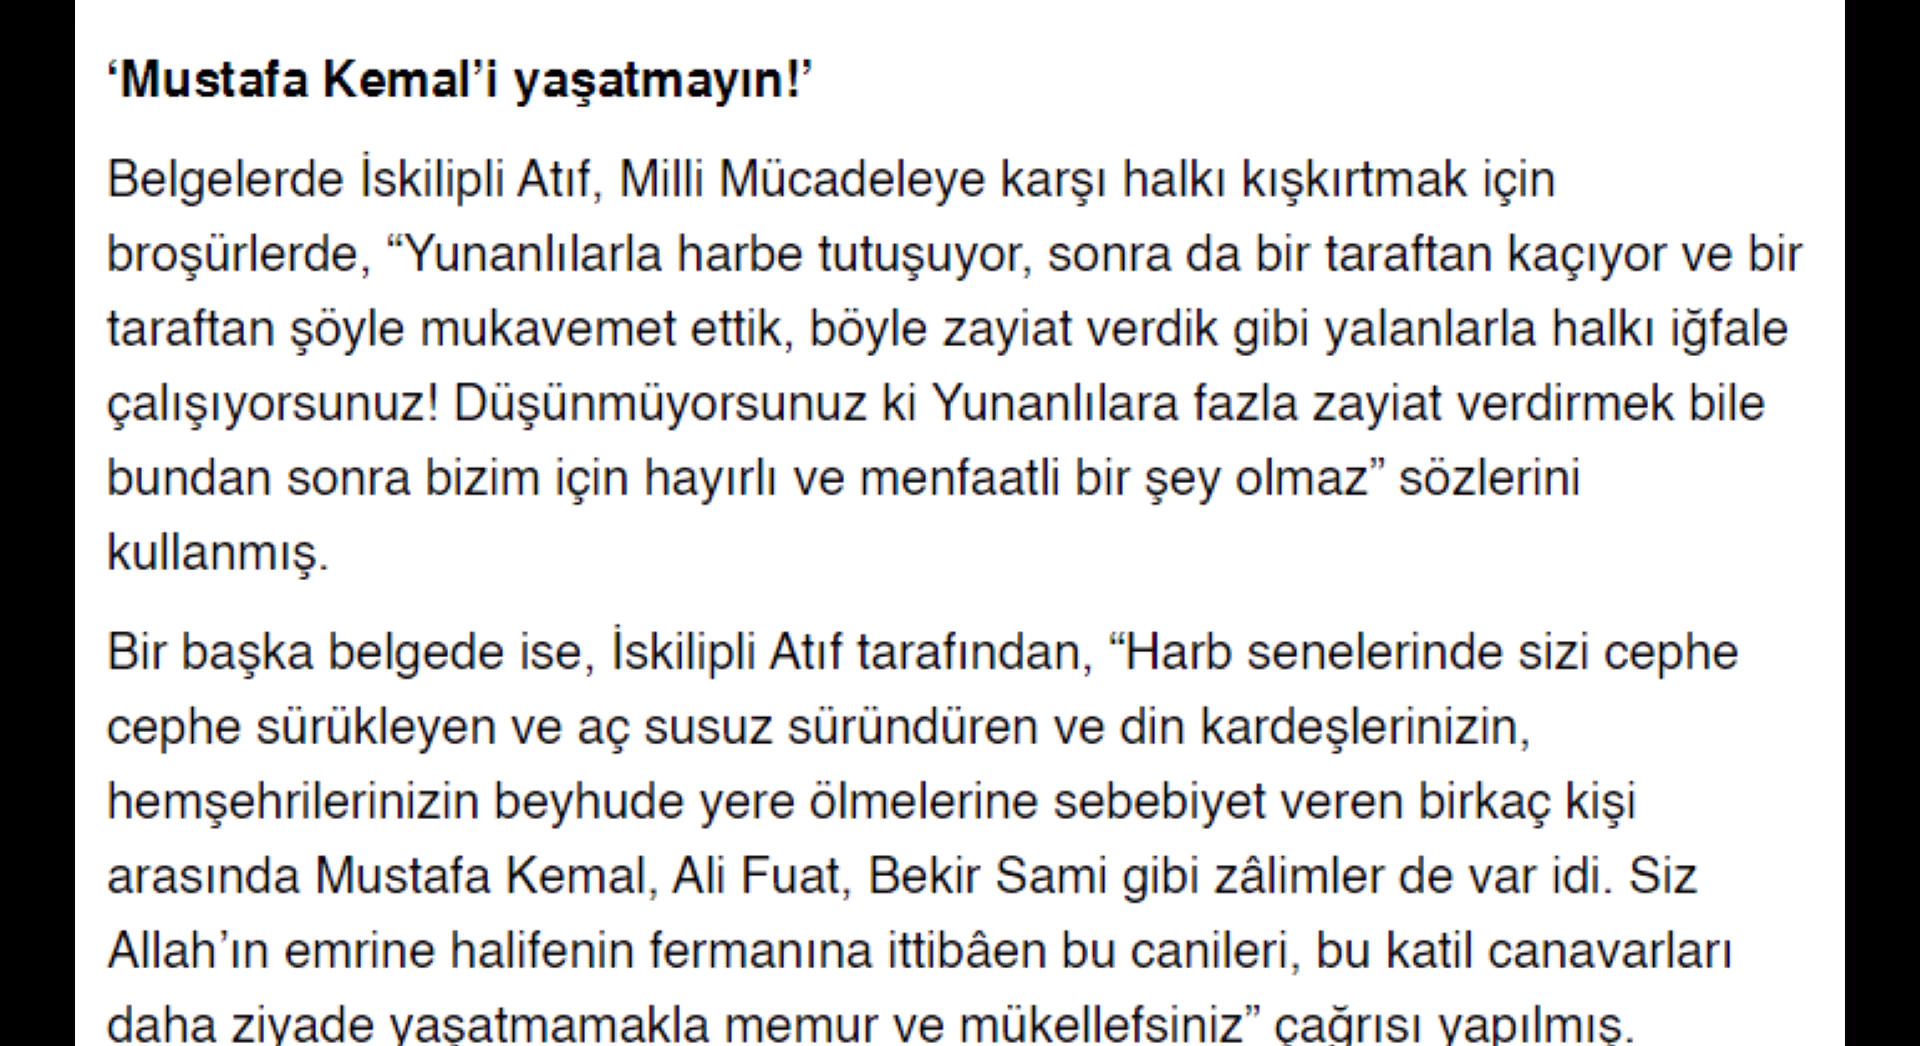 ‘Mustafa Kemal’i yaşatmayın!’
Belgelerde İskilipli Atıf, Milli Mücadeleye karşı halkı kışkırtmak için
broşürlerde, “Yunanlılarla harbe tutuşuyor, sonra da bir taraftan kaçıyor ve bir
taraftan şöyle mukavemet ettik, böyle zayiat verdik gibi yalanlarla halkı iğfale
çalışıyorsunuz! Düşünmüyorsunuz ki Yunanlılara fazla zayiat verdirmek bile
bundan sonra bizim için hayırlı ve menfaatli bir şey olmaz” sözlerini
kullanmış.
Bir başka belgede ise, İskilipli Atıf tarafından, “Harb senelerinde sizi cephe
cephe sürükleyen ve aç susuz süründüren ve din kardeşlerinizin,
hemşehrilerinizin beyhude yere ölmelerine sebebiyet veren birkaç kişi
arasında Mustafa Kemal, Ali Fuat, Bekir Sami gibi zâlimler de var idi. Siz
Allah’ın emrine halifenin fermanına ittibâen bu canileri, bu katil canavarları
daha ziyade yaşatmamakla memur ve mükellefsiniz” çağrısı yapılmış.